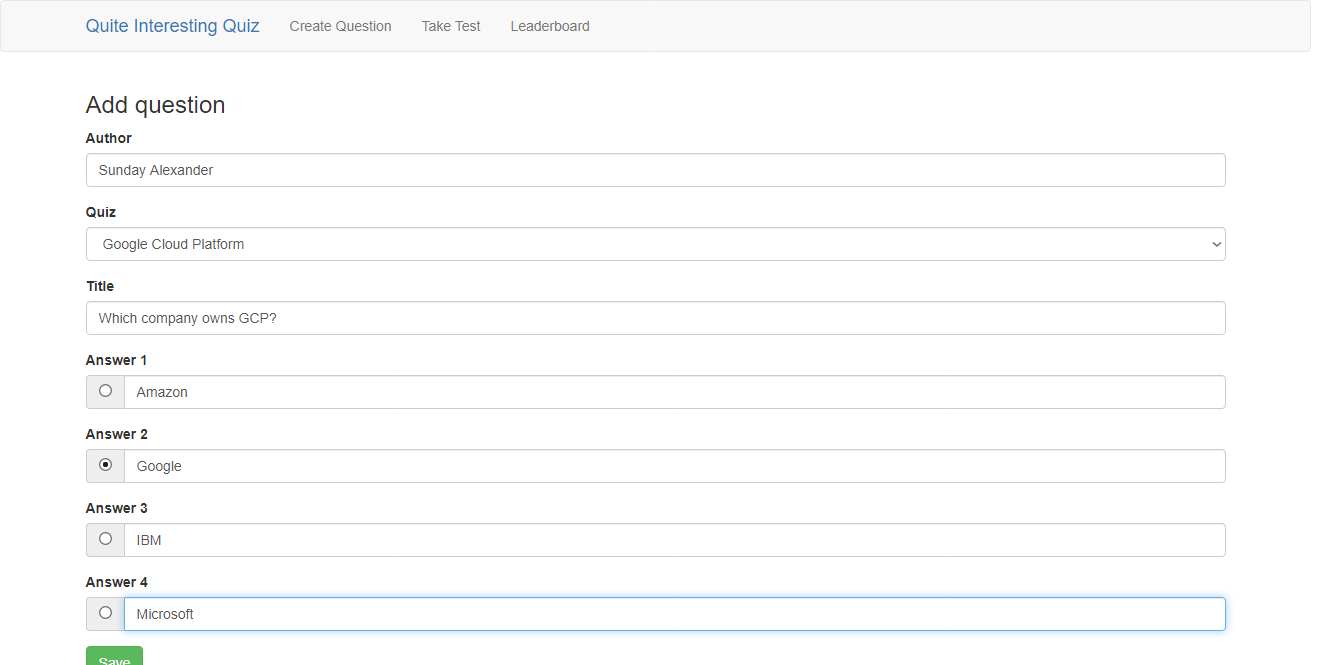 Quite Interesting Quiz Create Question Take Test Leaderboard
Add question
Author
Sunday Alexander
Quiz
Google Cloud Platform
Title
Which company owns GCP?
Answer 1
Amazon
Answer 2
Google
Answer 3
IBM
Answer 4
Microsoft
Save